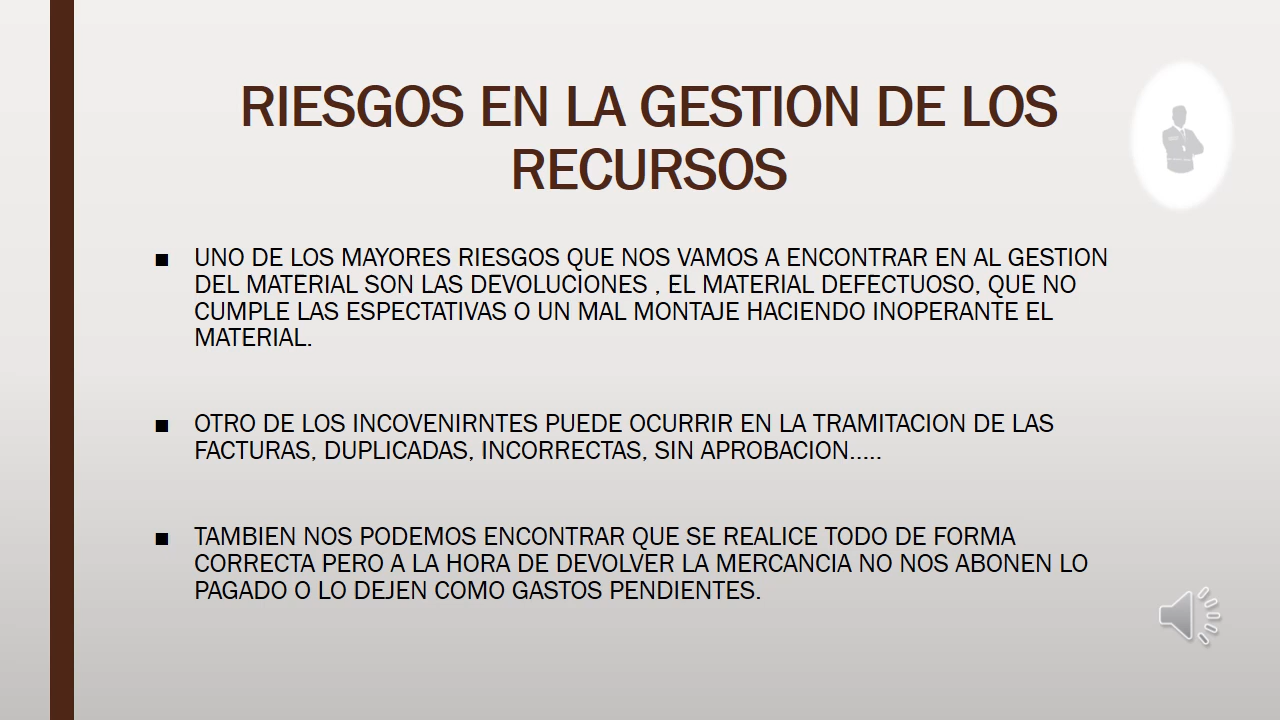 RIESGOS EN LA GESTION DE LOS
RECURSOS
■ UNO DE LOS MAYORES RIESGOS QUE NOS VAMOS A ENCONTRAR EN AL GESTION
DEL MATERIAL SON LAS DEVOLUCIONES , EL MATERIAL DEFECTUOSO, QUE NO
CUMPLE LAS ESPECTATIVAS O UN MAL MONTAJE HACIENDO INOPERANTE EL
MATERIAL.
■ OTRO DE LOS INCOVENIRNTES PUEDE OCURRIR EN LA TRAMITACION DE LAS
FACTURAS, DUPLICADAS, INCORRECTAS, SIN APROBACION.....
■ TAMBIEN NOS PODEMOS ENCONTRAR QUE SE REALICE TODO DE FORMA
CORRECTA PERO A LA HORA DE DEVOLVER LA MERCANCIA NO NOS ABONEN LO
PAGADO O LO DEJEN COMO GASTOS PENDIENTES.